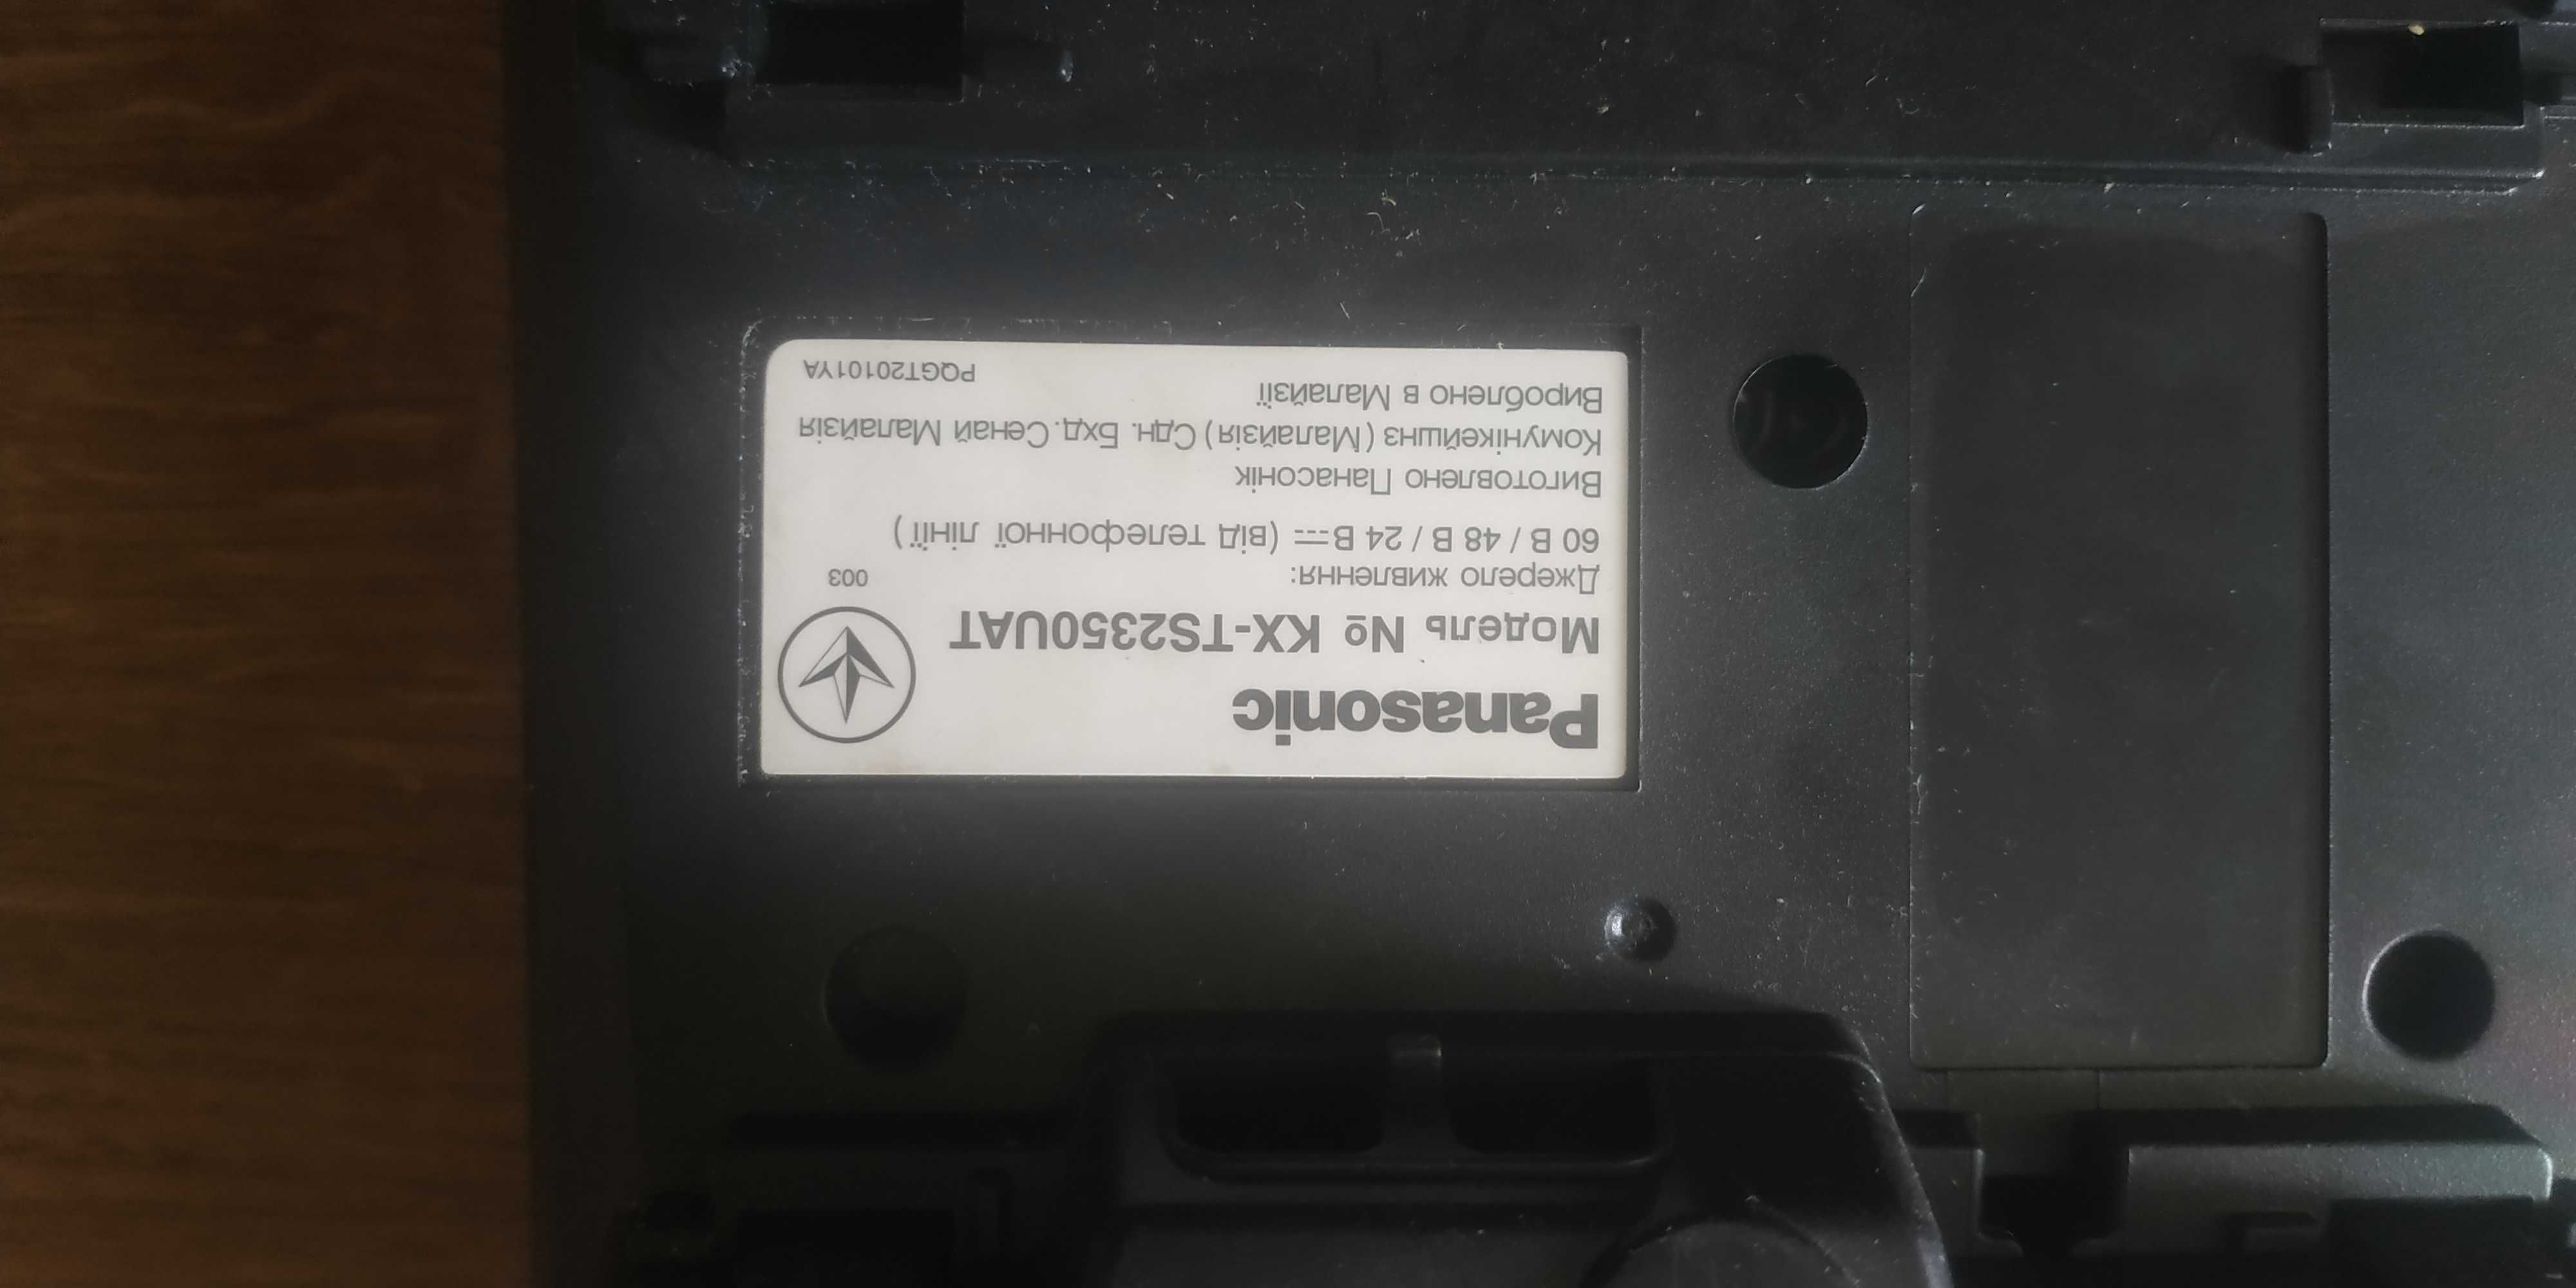 Panasonic
Модель № KX-TS2350UAT
Джерело живлення:
003
60 В / 48 В / 24 В⎓ (від телефонної лінії)
Виготовлено Панасонік
Комунікейшнз (Малайзія) Сдн. Бхд. Сенай Малайзія
Вироблено в Малайзії
PQGT20101YA